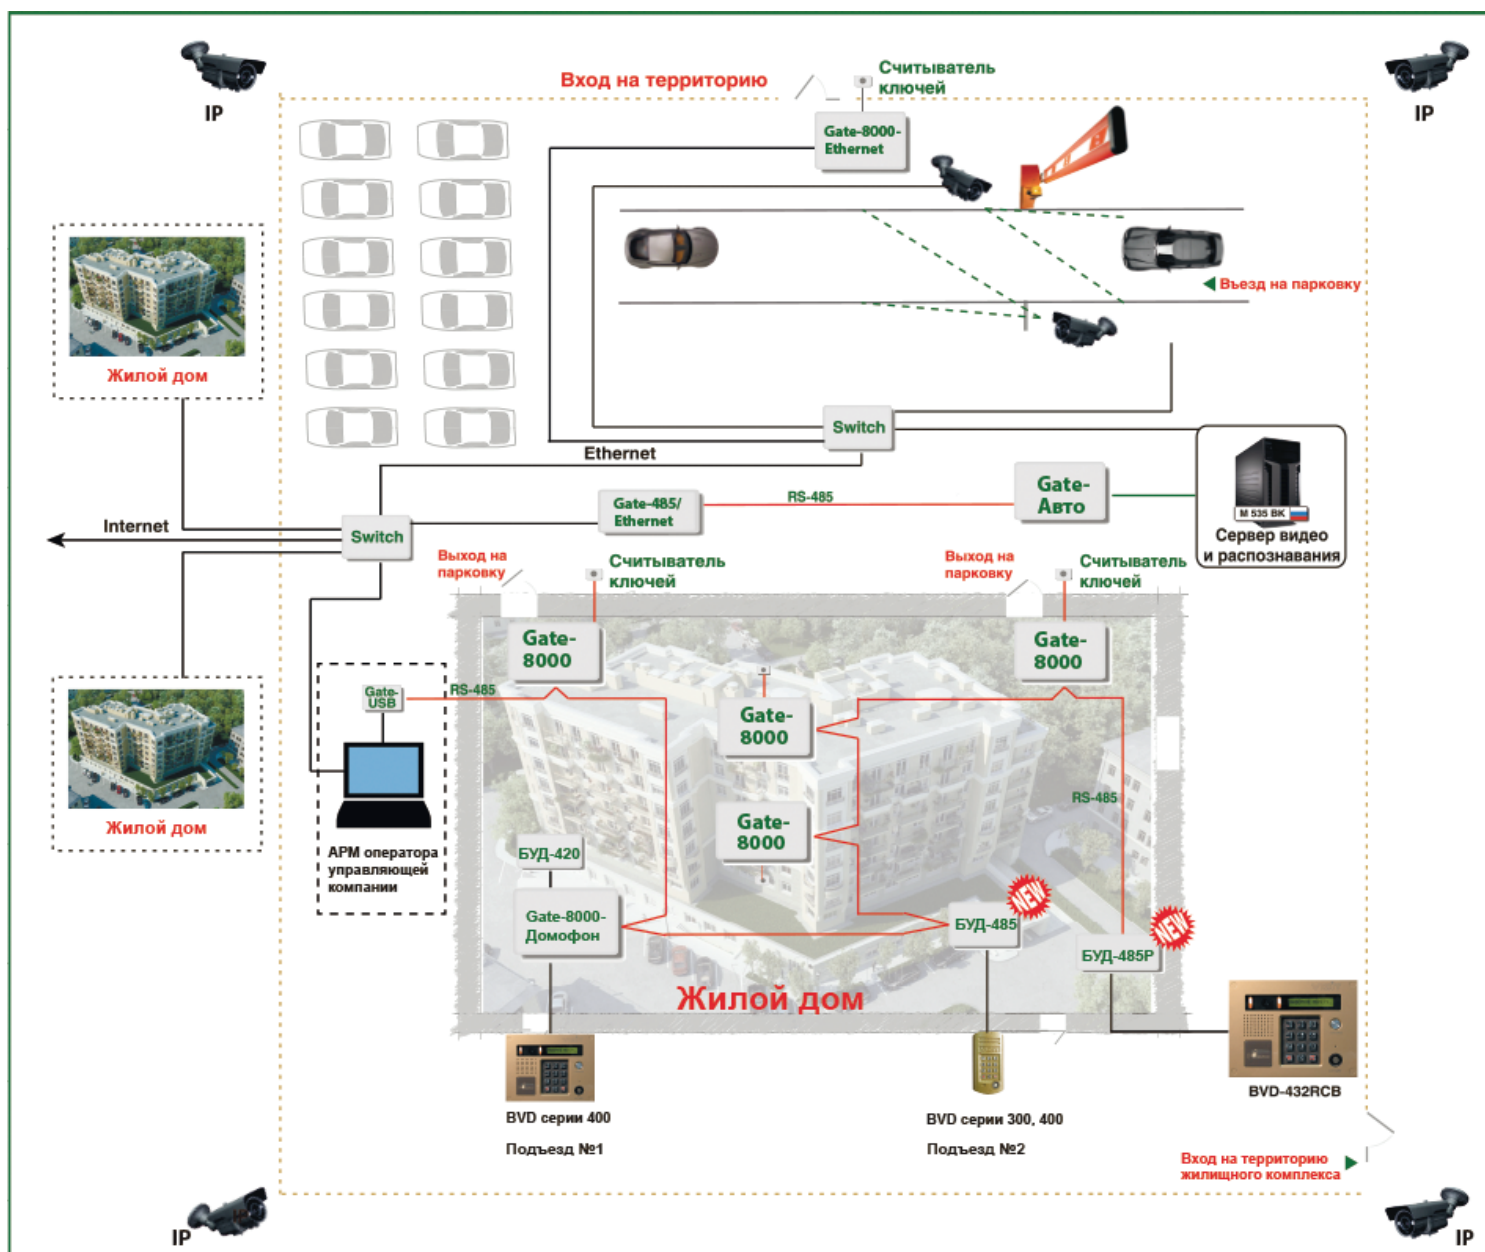 IP
IP
Вход на территорию
Считыватель
ключей
Gate-8000-
Ethernet
Въезд на парковку
Жилой дом
Switch
Ethernet
Gate-485/
Ethernet
RS-485
Gate-
Авто
M 535 BK
Сервер видео
и распознавания
Internet
Switch
Выход на
парковку
Считыватель
ключей
Выход на
парковку
Считыватель
ключей
Gate-
8000
Gate-
8000
Gate-
USB
RS-485
Gate-
8000
RS-485
Gate-
8000
Жилой дом
АРМ оператора
управляющей
компании
БУД-420
Gate-8000-
Домофон
NEW
БУД-485
NEW
БУД-485Р
Жилой дом
BVD серии 400
Подъезд №1
BVD серии 300, 400
Подъезд №2
BVD-432RCB
Вход на территорию
жилищного комплекса
IP
IP